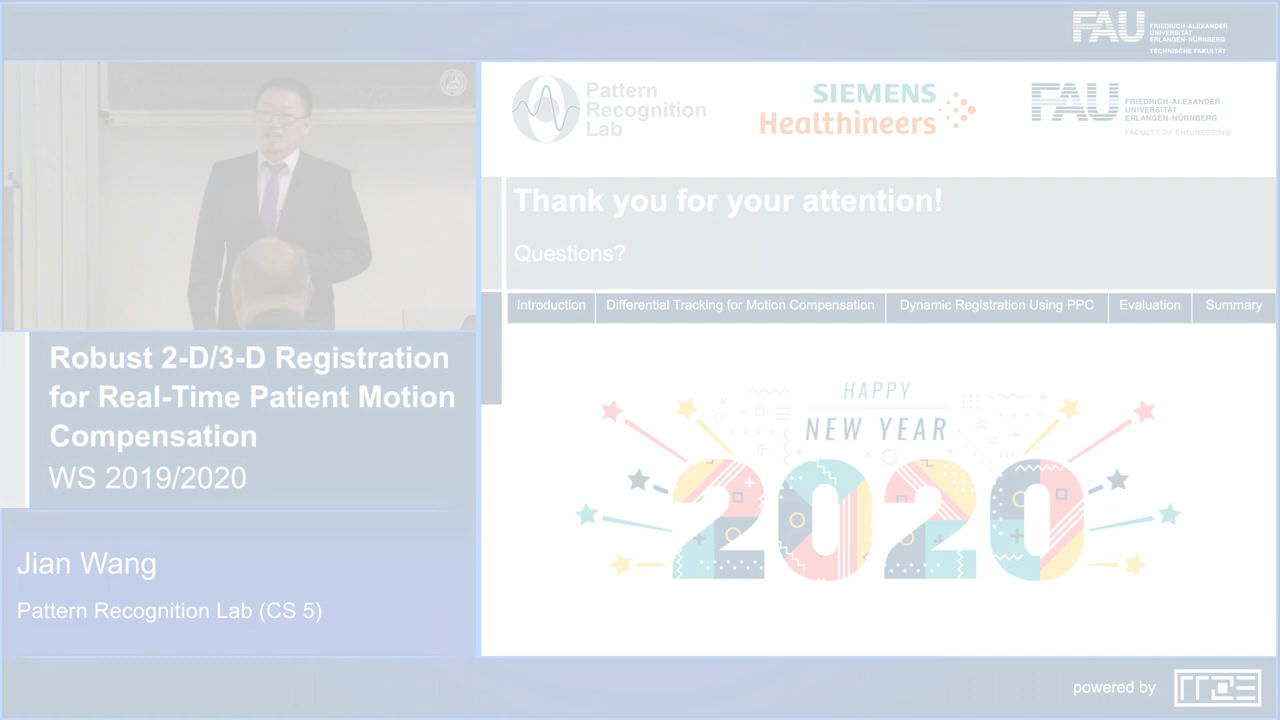 FAU
FRIEDRICH-ALEXANDER
UNIVERSITÄT
ERLANGEN-NÜRNBERG
TECHNISCHE FAKULTÄT
Pattern
Recognition
Lab
SIEMENS
Healthineers
FAU
FRIEDRICH-ALEXANDER
UNIVERSITÄT
ERLANGEN-NÜRNBERG
FACULTY OF ENGINEERING
Thank you for your attention!
Questions?
Introduction
Differential Tracking for Motion Compensation
Dynamic Registration Using PPC
Evaluation
Summary
HAPPY
NEW YEAR
2020
Robust 2-D/3-D Registration
for Real-Time Patient Motion
Compensation
WS 2019/2020
Jian Wang
Pattern Recognition Lab (CS 5)
powered by
rrze